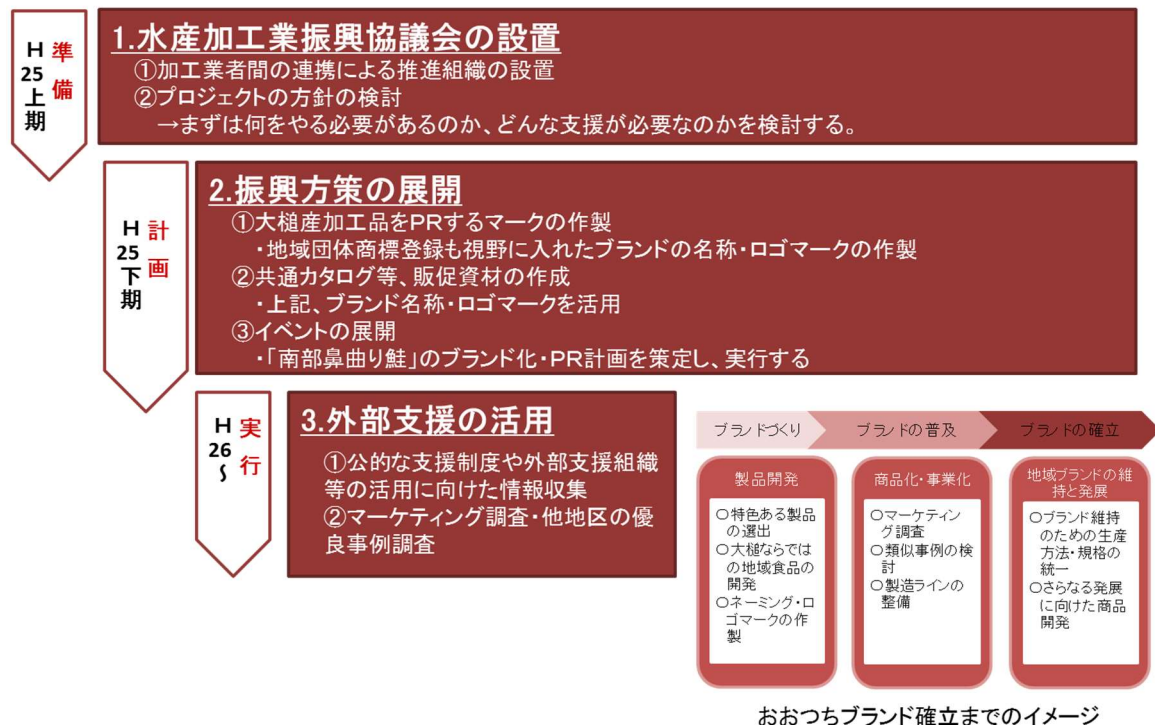 準備
H25上期
1.水産加工業振興協議会の設置
①加工業者間の連携による推進組織の設置
②プロジェクトの方針の検討
→まずは何をやる必要があるのか、どんな支援が必要なのかを検討する。
計画
H25下期
2.振興方策の展開
①大槌産加工品をPRするマークの作製
・地域団体商標登録も視野に入れたブランドの名称・ロゴマークの作製
②共通カタログ等、販促資材の作成
・上記、ブランド名称・ロゴマークを活用
③イベントの展開
・「南部鼻曲り鮭」のブランド化・PR計画を策定し、実行する
実行
H26~
3.外部支援の活用
①公的な支援制度や外部支援組織
等の活用に向けた情報収集
②マーケティング調査・他地区の優
良事例調査
ブランドづくり
ブランドの普及
ブランドの確立
製品開発
○特色ある製品
の選出
○大槌ならでは
の地域食品の
開発
○ネーミング・ロ
ゴマークの作
製
商品化・事業化
○マーケティン
グ調査
○類似事例の検
討
○製造ラインの
整備
地域ブランドの維
持と発展
○ブランド維持
のための生産
方法・規格の
統一
○さらなる発展
に向けた商品
開発
おおつちブランド確立までのイメージ